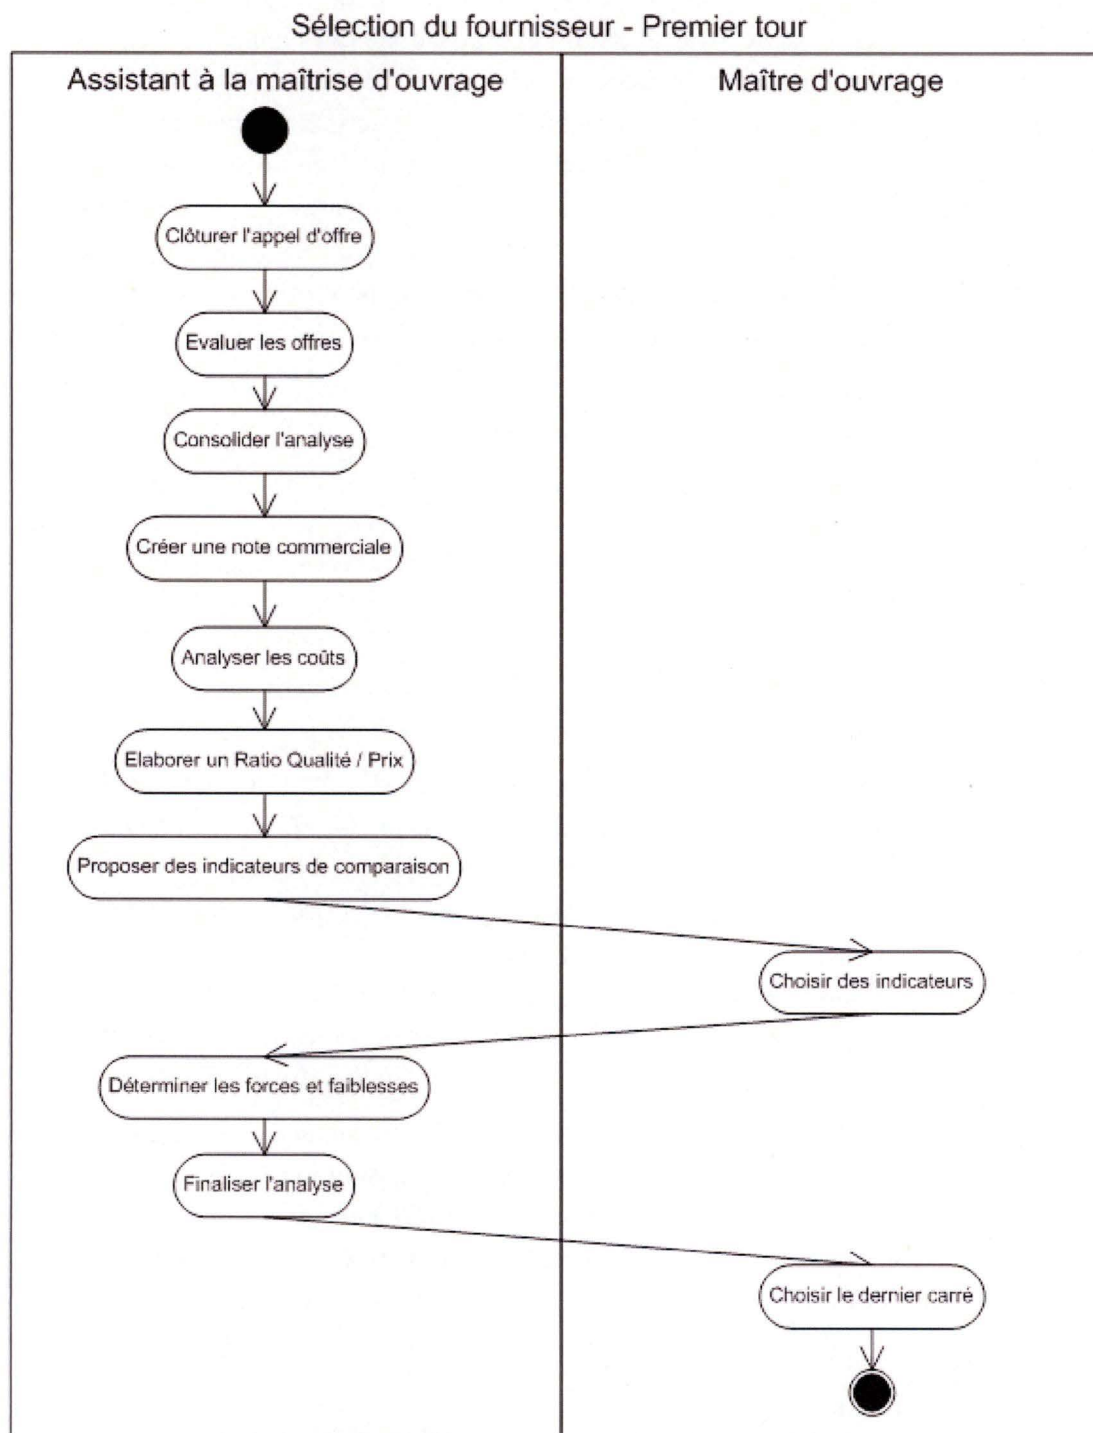 Sélection du fournisseur - Premier tour
Assistant à la maîtrise d'ouvrage
Maître d'ouvrage
Clôturer l'appel d'offre
Evaluer les offres
Consolider l'analyse
Créer une note commerciale
Analyser les coûts
Elaborer un Ratio Qualité / Prix
Proposer des indicateurs de comparaison
Choisir des indicateurs
Déterminer les forces et faiblesses
Finaliser l'analyse
Choisir le dernier carré